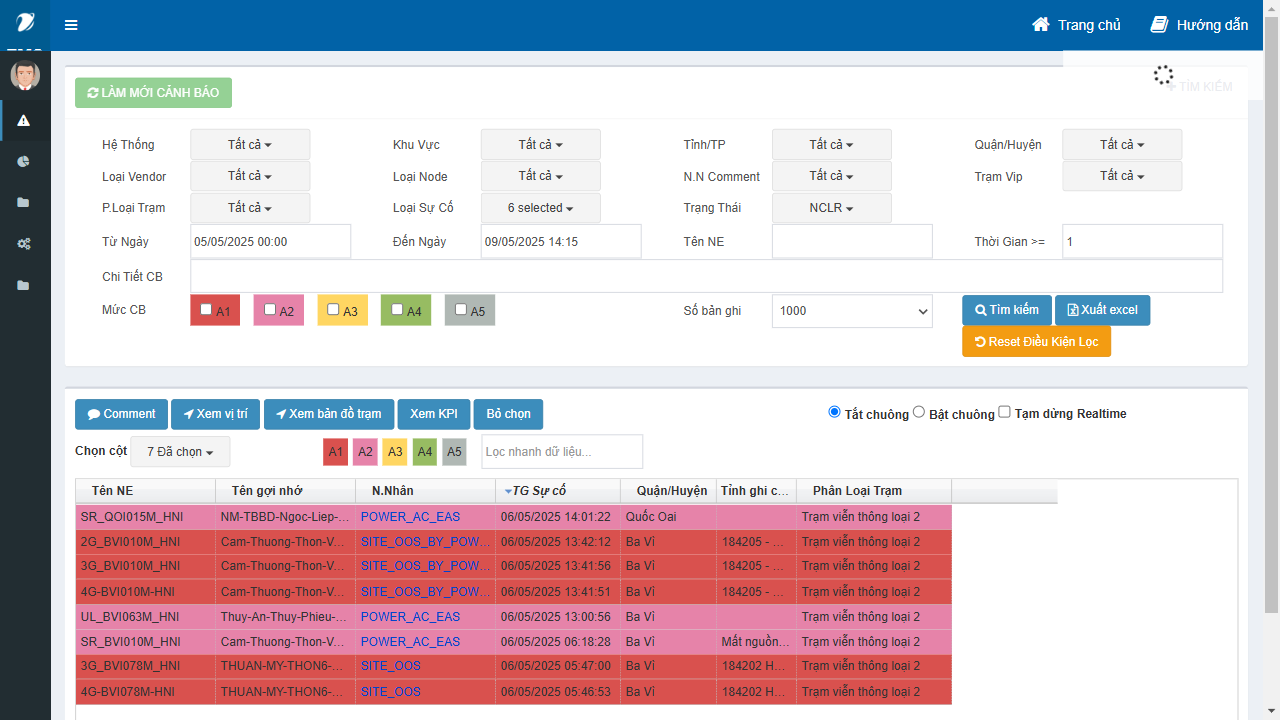 Trang chủ Hướng dẫn
LÀM MỚI CẢNH BÁO + TÌM KIẾM
Hệ Thống Tất cả Khu Vực Tất cả Tỉnh/TP Tất cả Quận/Huyện Tất cả
Loại Vendor Tất cả Loại Node Tất cả N.N Comment Tất cả Trạm Vip Tất cả
P.Loại Trạm Tất cả Loại Sự Cố 6 selected Trạng Thái NCLR
Từ Ngày 05/05/2025 00:00 Đến Ngày 09/05/2025 14:15 Tên NE Thời Gian >= 1
Chi Tiết CB
Mức CB A1 A2 A3 A4 A5 Số bản ghi 1000 Tìm kiếm Xuất excel
Reset Điều Kiện Lọc
Comment Xem vị trí Xem bản đồ trạm Xem KPI Bỏ chọn Tắt chuông Bật chuông Tạm dừng Realtime
Chọn cột 7 Đã chọn A1 A2 A3 A4 A5 Lọc nhanh dữ liệu...
Tên NE Tên gợi nhớ N.Nhân TG Sự cố Quận/Huyện Tỉnh ghi c... Phân Loại Trạm
SR_QOI015M_HNI NM-TBBD-Ngoc-Liep-... POWER_AC_EAS 06/05/2025 14:01:22 Quốc Oai Trạm viễn thông loại 2
2G_BVI010M_HNI Cam-Thuong-Thon-V... SITE_OOS_BY_POW... 06/05/2025 13:42:12 Ba Vì 184205 - ... Trạm viễn thông loại 2
3G_BVI010M_HNI Cam-Thuong-Thon-V... SITE_OOS_BY_POW... 06/05/2025 13:41:56 Ba Vì 184205 - ... Trạm viễn thông loại 2
4G-BVI010M-HNI Cam-Thuong-Thon-V... SITE_OOS_BY_POW... 06/05/2025 13:41:51 Ba Vì 184205 - ... Trạm viễn thông loại 2
UL_BVI063M_HNI Thuy-An-Thuy-Phieu-... POWER_AC_EAS 06/05/2025 13:00:56 Ba Vì Trạm viễn thông loại 2
SR_BVI010M_HNI Cam-Thuong-Thon-V... POWER_AC_EAS 06/05/2025 06:18:28 Ba Vì Mất nguồn... Trạm viễn thông loại 2
3G_BVI078M_HNI THUAN-MY-THON6-... SITE_OOS 06/05/2025 05:47:00 Ba Vì 184202 H... Trạm viễn thông loại 2
4G-BVI078M-HNI THUAN-MY-THON6-... SITE_OOS 06/05/2025 05:46:53 Ba Vì 184202 H... Trạm viễn thông loại 2